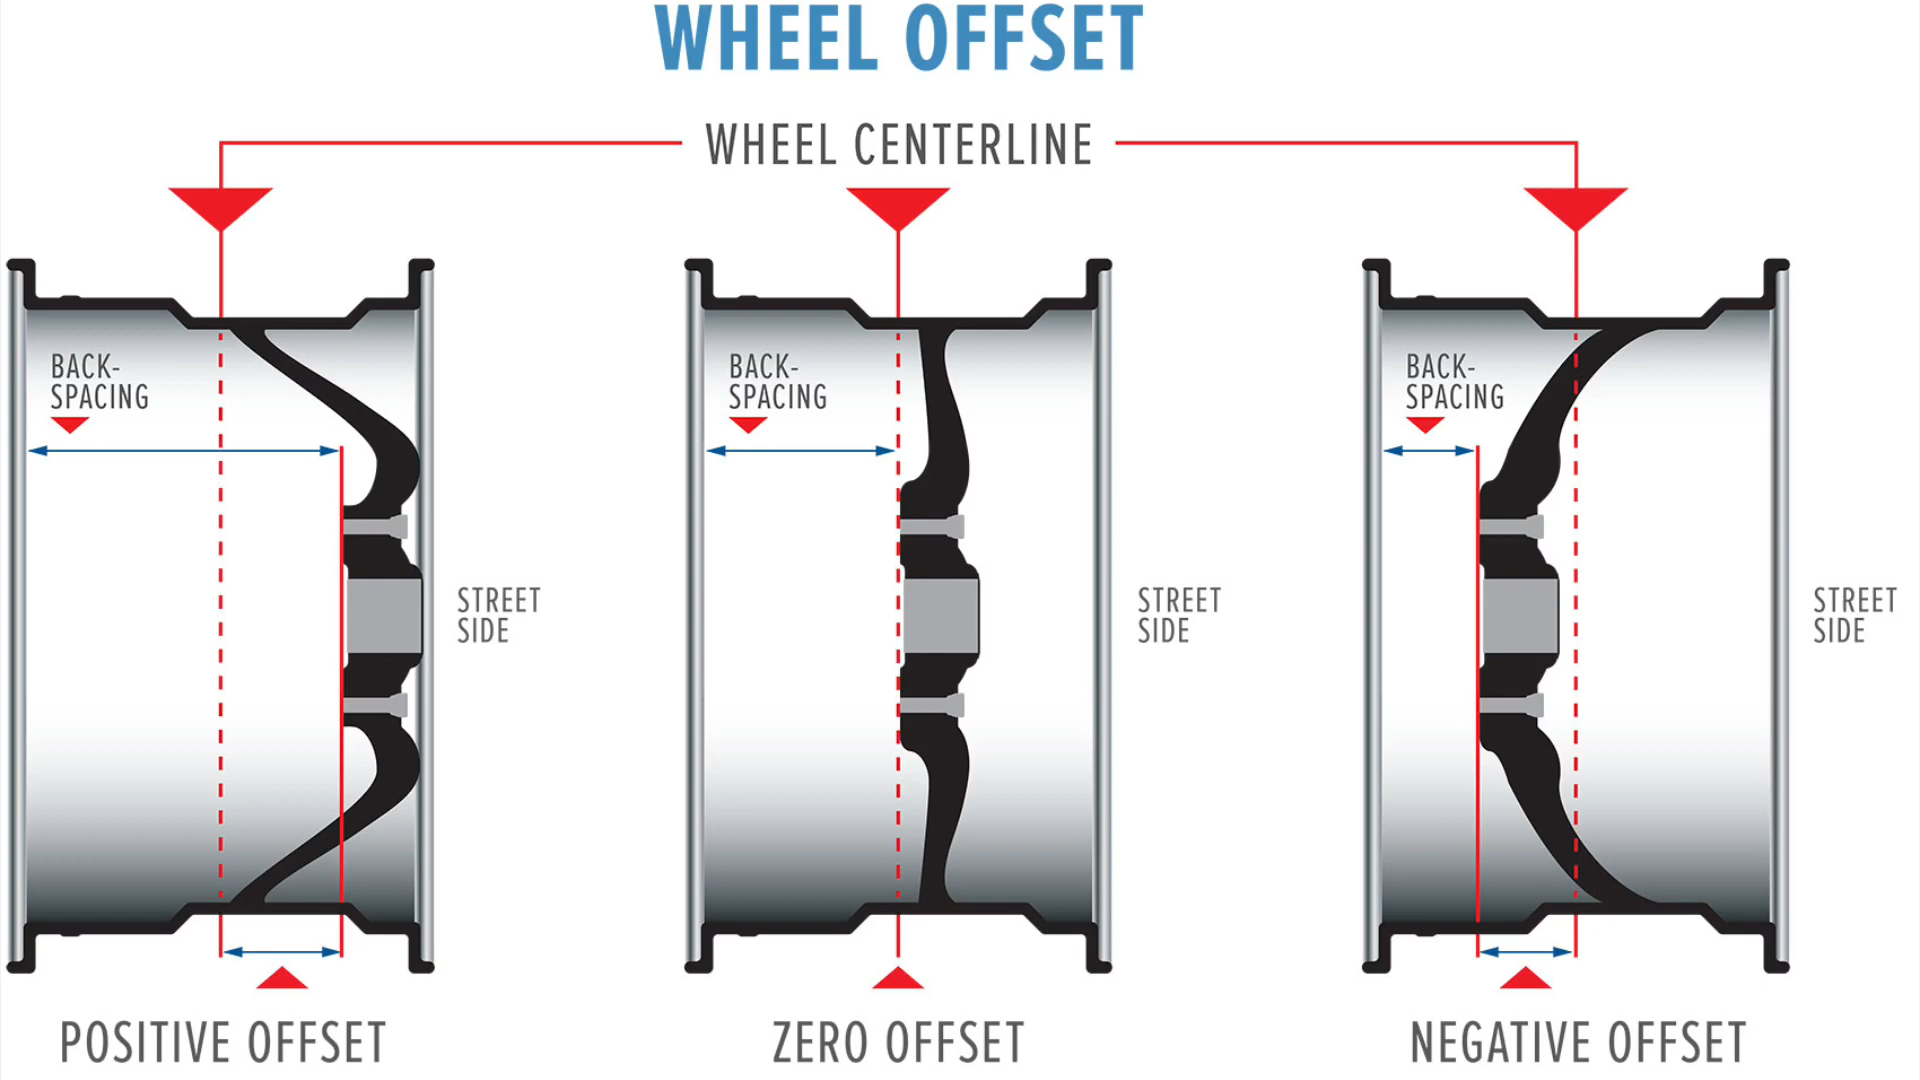 WHEEL OFFSET
WHEEL CENTERLINE
BACK-
SPACING
BACK-
SPACING
BACK-
SPACING
STREET
SIDE
STREET
SIDE
STREET
SIDE
POSITIVE OFFSET
ZERO OFFSET
NEGATIVE OFFSET